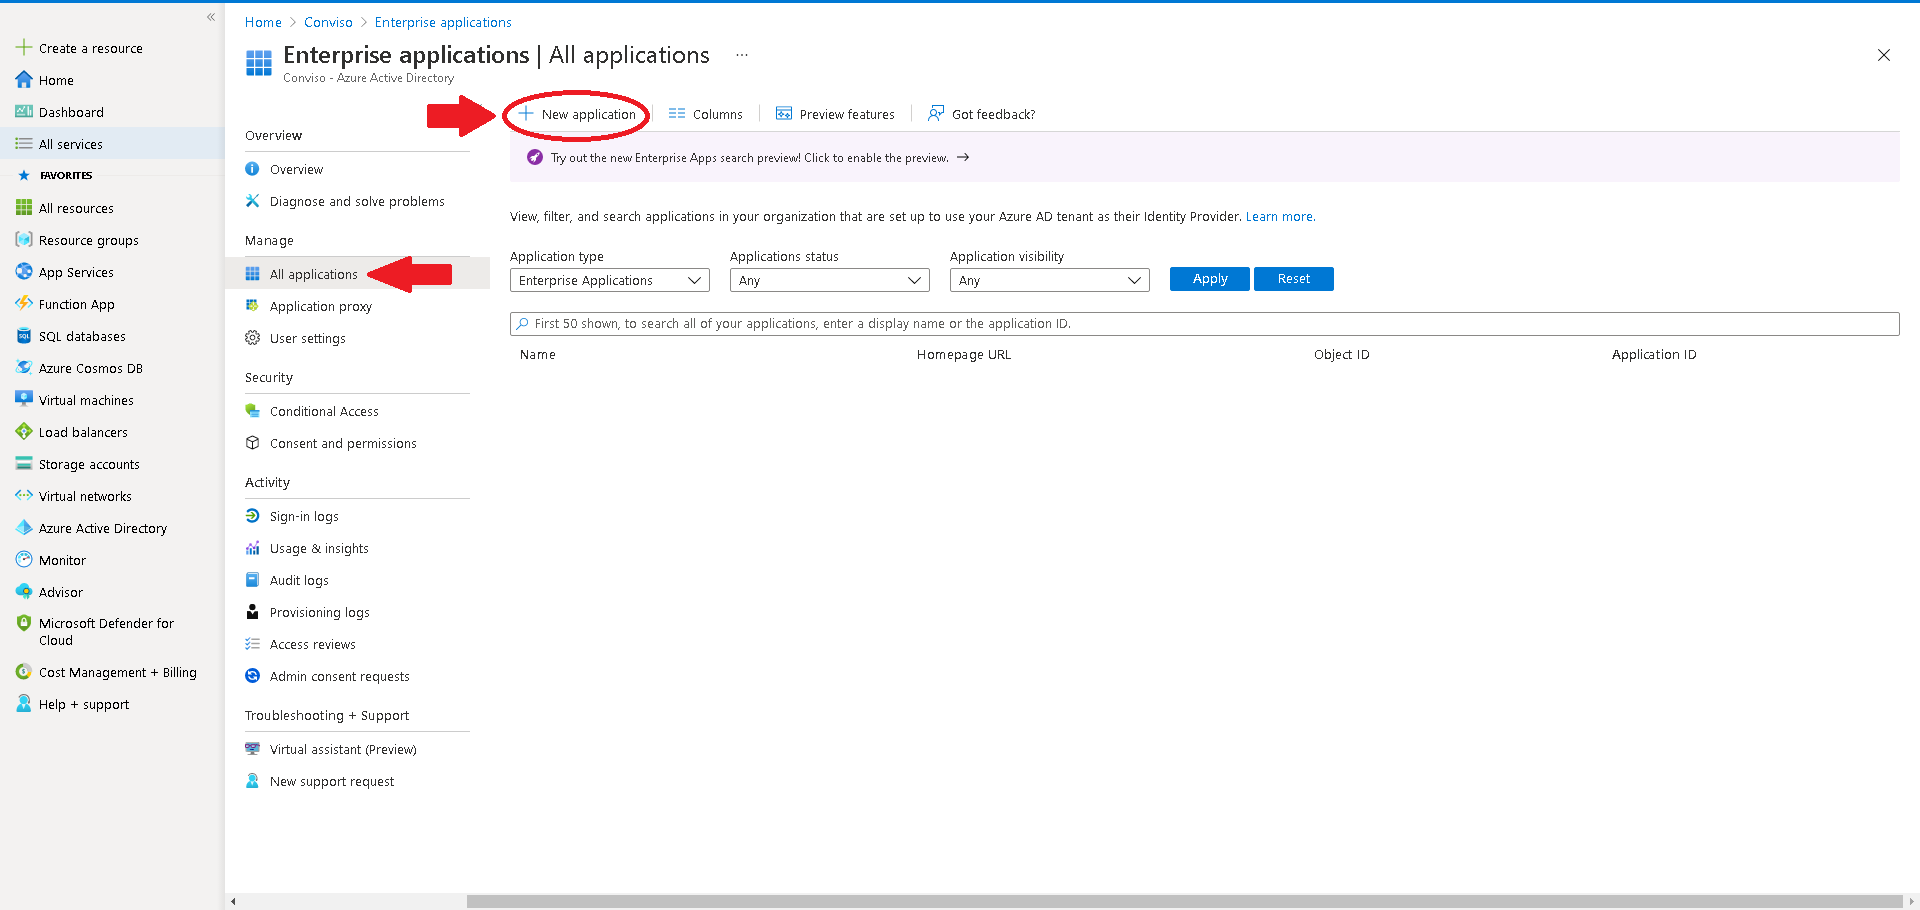 «
Create a resource
Home
Dashboard
All services
FAVORITES
All resources
Resource groups
App Services
Function App
SQL databases
Azure Cosmos DB
Virtual machines
Load balancers
Storage accounts
Virtual networks
Azure Active Directory
Monitor
Advisor
Microsoft Defender for
Cloud
Cost Management + Billing
Help + support
Home > Conviso > Enterprise applications
Enterprise applications | All applications ...
Conviso - Azure Active Directory
Overview
Overview
Diagnose and solve problems
Manage
All applications
Application proxy
User settings
Security
Conditional Access
Consent and permissions
Activity
Sign-in logs
Usage & insights
Audit logs
Provisioning logs
Access reviews
Admin consent requests
Troubleshooting + Support
Virtual assistant (Preview)
New support request
New application Columns Preview features Got feedback?
Try out the new Enterprise Apps search preview! Click to enable the preview. →
View, filter, and search applications in your organization that are set up to use your Azure AD tenant as their Identity Provider. Learn more.
Application type Applications status Application visibility
Enterprise Applications Any Any Apply Reset
First 50 shown, to search all of your applications, enter a display name or the application ID.
Name Homepage URL Object ID Application ID